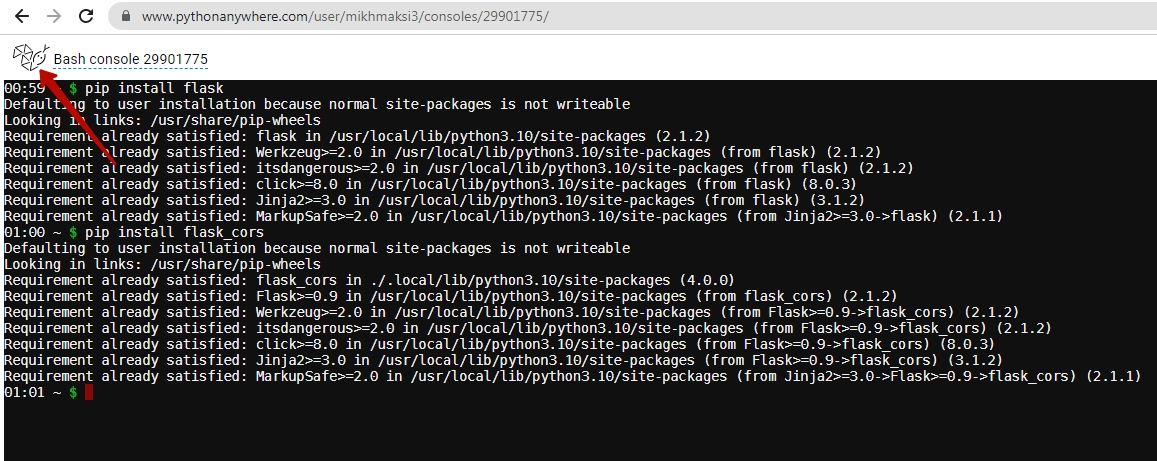 www.pythonanywhere.com/user/mikhmaksi3/consoles/29901775/
Bash console 29901775
00:59 ~ $ pip install flask
Defaulting to user installation because normal site-packages is not writeable
Looking in links: /usr/share/pip-wheels
Requirement already satisfied: flask in /usr/local/lib/python3.10/site-packages (2.1.2)
Requirement already satisfied: Werkzeug>=2.0 in /usr/local/lib/python3.10/site-packages (from flask) (2.1.2)
Requirement already satisfied: itsdangerous>=2.0 in /usr/local/lib/python3.10/site-packages (from flask) (2.1.2)
Requirement already satisfied: click>=8.0 in /usr/local/lib/python3.10/site-packages (from flask) (8.0.3)
Requirement already satisfied: Jinja2>=3.0 in /usr/local/lib/python3.10/site-packages (from flask) (3.1.2)
Requirement already satisfied: MarkupSafe>=2.0 in /usr/local/lib/python3.10/site-packages (from Jinja2>=3.0->flask) (2.1.1)
01:00 ~ $ pip install flask_cors
Defaulting to user installation because normal site-packages is not writeable
Looking in links: /usr/share/pip-wheels
Requirement already satisfied: flask_cors in ./.local/lib/python3.10/site-packages (4.0.0)
Requirement already satisfied: Flask>=0.9 in /usr/local/lib/python3.10/site-packages (from flask_cors) (2.1.2)
Requirement already satisfied: Werkzeug>=2.0 in /usr/local/lib/python3.10/site-packages (from Flask>=0.9->flask_cors) (2.1.2)
Requirement already satisfied: itsdangerous>=2.0 in /usr/local/lib/python3.10/site-packages (from Flask>=0.9->flask_cors) (2.1.2)
Requirement already satisfied: click>=8.0 in /usr/local/lib/python3.10/site-packages (from Flask>=0.9->flask_cors) (8.0.3)
Requirement already satisfied: Jinja2>=3.0 in /usr/local/lib/python3.10/site-packages (from Flask>=0.9->flask_cors) (3.1.2)
Requirement already satisfied: MarkupSafe>=2.0 in /usr/local/lib/python3.10/site-packages (from Jinja2>=3.0->Flask>=0.9->flask_cors) (2.1.1)
01:01 ~ $